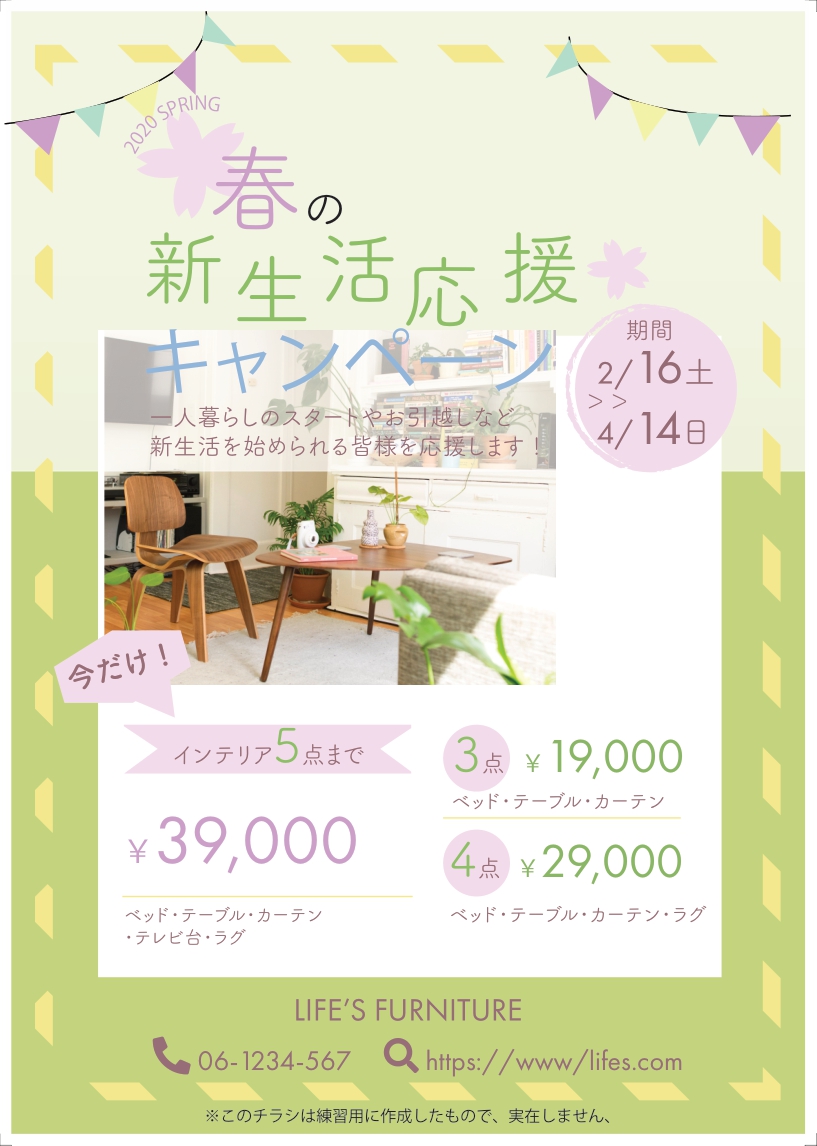 2020 SPRING
春の
新生活応援
キャンペーン
一人暮らしのスタートやお引越しなど
新生活を始められる皆様を応援します！
期間
2/16土
>>
4/14日
今だけ！
インテリア5点まで
¥39,000
ベッド・テーブル・カーテン
・テレビ台・ラグ
3点 ¥19,000
ベッド・テーブル・カーテン
4点 ¥29,000
ベッド・テーブル・カーテン・ラグ
LIFE'S FURNITURE
06-1234-567 https://www/lifes.com
※このチラシは練習用に作成したもので、実在しません、